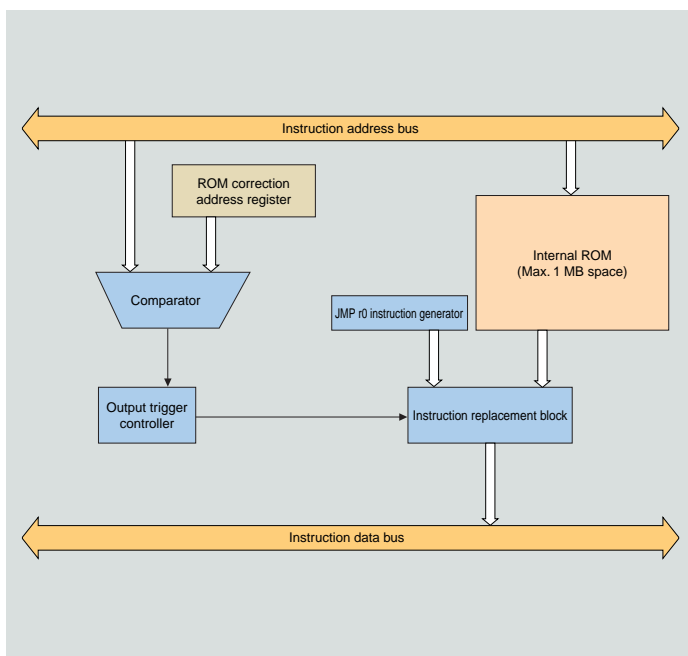 Instruction address bus
ROM correction
address register
Internal ROM
(Max. 1 MB space)
Comparator
JMP r0 instruction generator
Output trigger
controller
Instruction replacement block
Instruction data bus